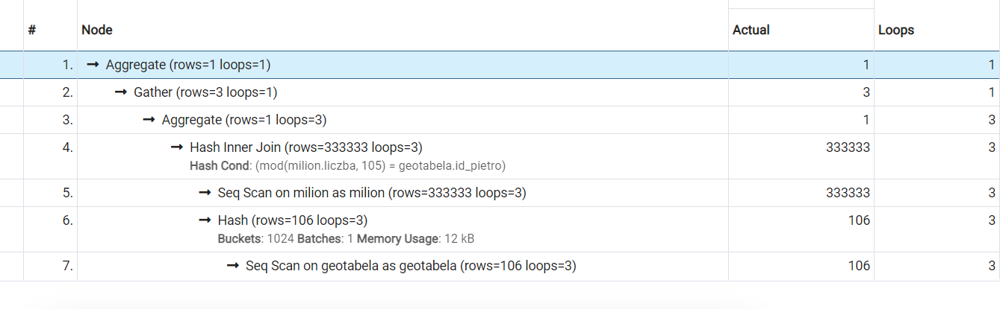 # Node Actual Loops
1. → Aggregate (rows=1 loops=1) 1 1
2. → Gather (rows=3 loops=1) 3 1
3. → Aggregate (rows=1 loops=3) 1 3
4. → Hash Inner Join (rows=333333 loops=3) 333333 3
Hash Cond: (mod(milion.liczba, 105) = geotabela.id_pietro)
5. → Seq Scan on milion as milion (rows=333333 loops=3) 333333 3
6. → Hash (rows=106 loops=3) 106 3
Buckets: 1024 Batches: 1 Memory Usage: 12 kB
7. → Seq Scan on geotabela as geotabela (rows=106 loops=3) 106 3